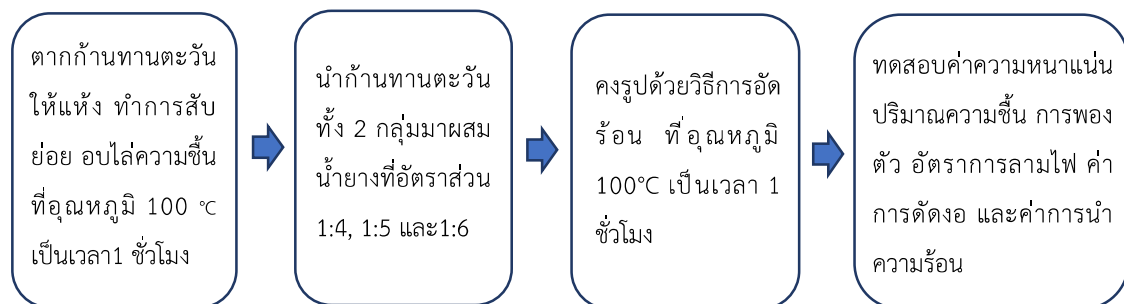 ตากก้านทานตะวัน
ให้แห้ง ทำการสับ
ย่อย อบไล่ความชื้น
ที่อุณหภูมิ 100 °C
เป็นเวลา1 ชั่วโมง
นำก้านทานตะวัน
ทั้ง 2 กลุ่มมาผสม
น้ำยางที่อัตราส่วน
1:4, 1:5 และ1:6
คงรูปด้วยวิธีการอัด
ร้อน ที่อุณหภูมิ
100°C เป็นเวลา 1
ชั่วโมง
ทดสอบค่าความหนาแน่น
ปริมาณความชื้น การพอง
ตัว อัตราการลามไฟ ค่า
การดัดงอ และค่าการนำ
ความร้อน